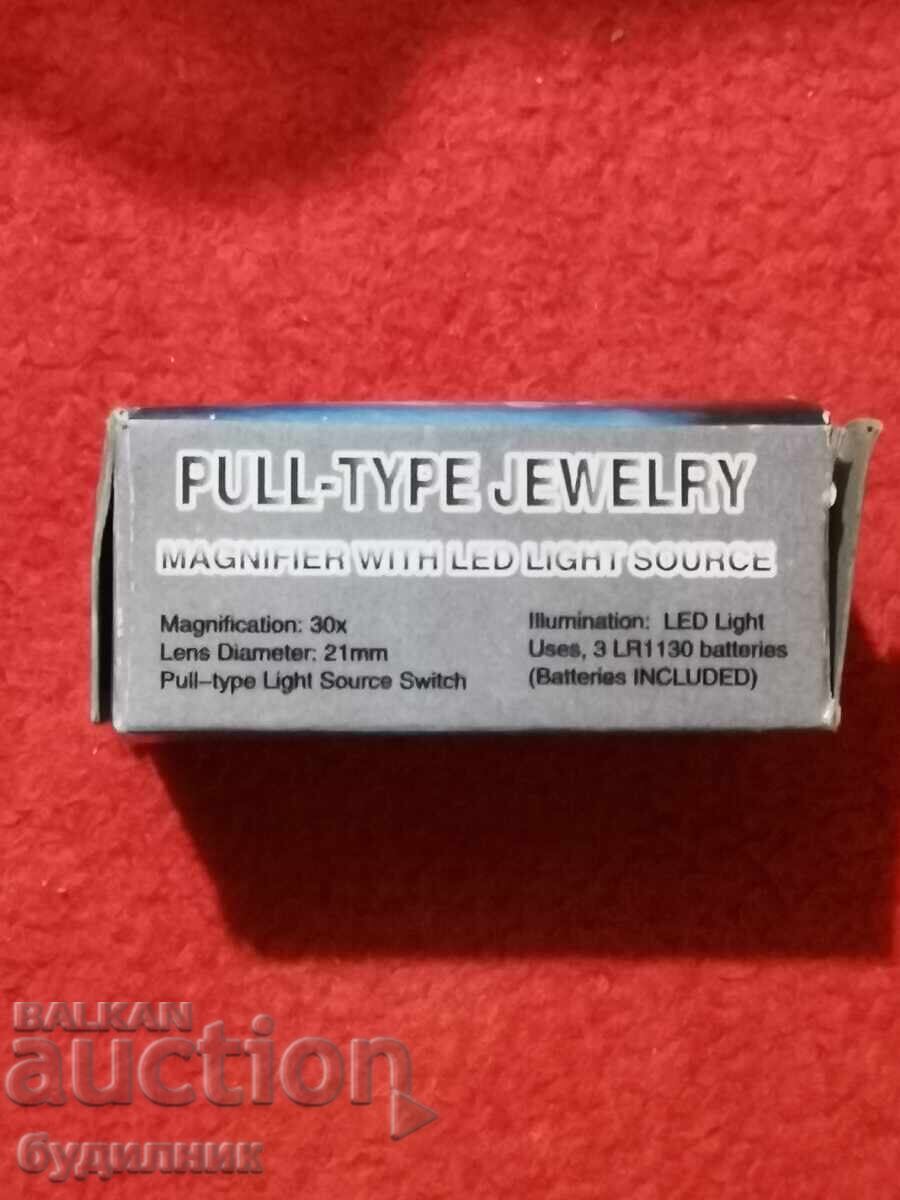 PULL-TYPE JEWELRY
MAGNIFIER WITH LED LIGHT SOURCE
Magnification: 30x
Lens Diameter: 21mm
Pull-type Light Source Switch
Illumination: LED Light
Uses, 3 LR1130 batteries
(Batteries INCLUDED)
BALKAN
auction
будилник